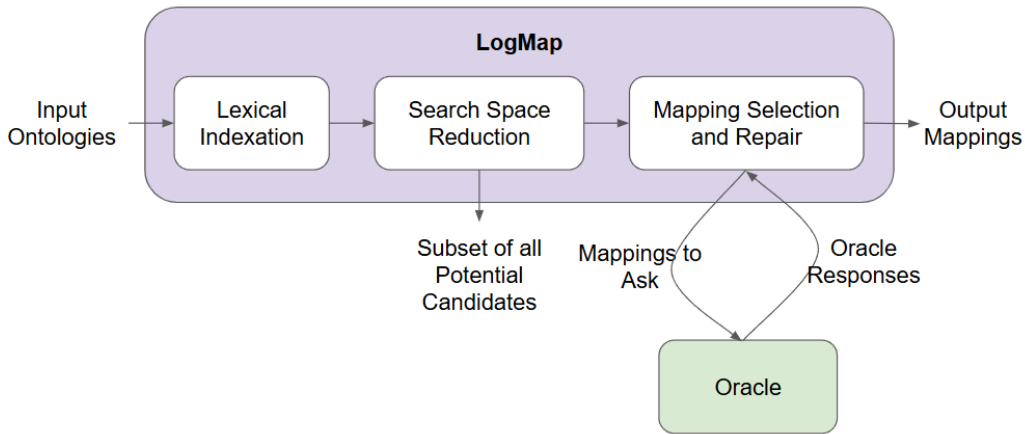 LogMap
Input
Ontologies
Lexical
Indexation
Search Space
Reduction
Mapping Selection
and Repair
Output
Mappings
Subset of all
Potential
Candidates
Mappings to
Ask
Oracle
Responses
Oracle